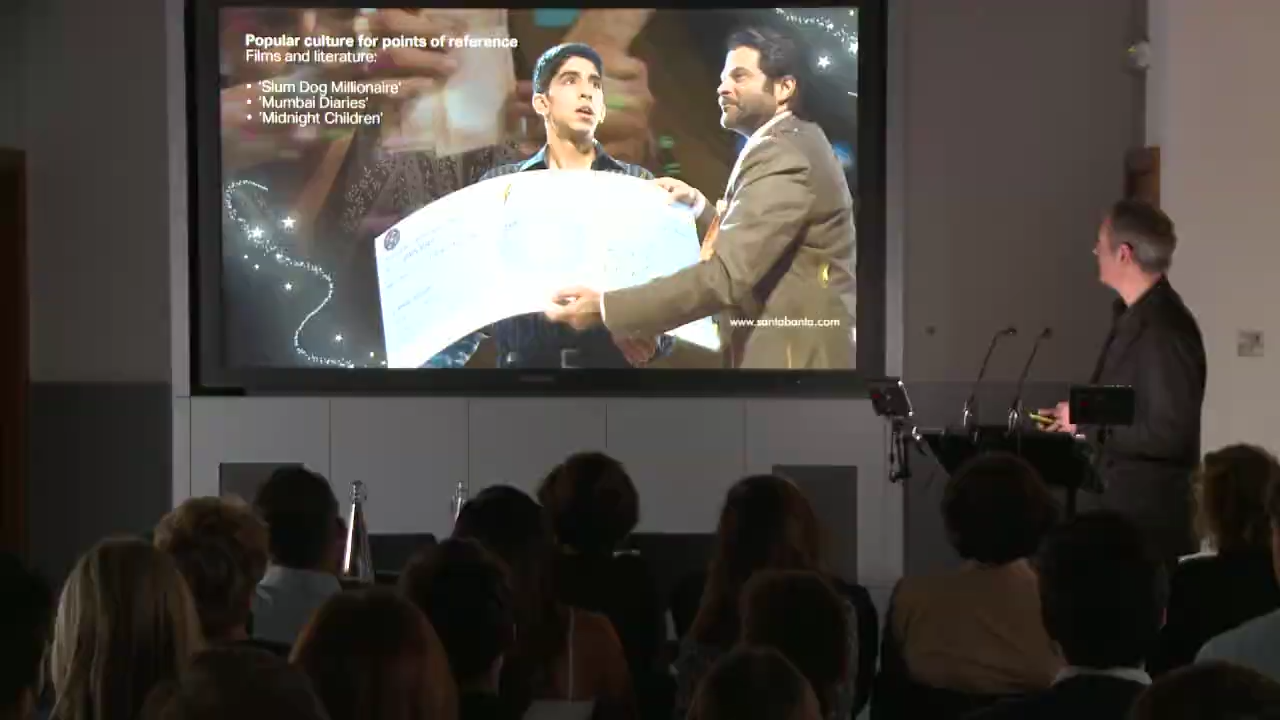 Popular culture for points of reference
Films and literature:
• 'Slum Dog Millionaire'
• 'Mumbai Diaries'
• 'Midnight Children'
www.santabanta.com